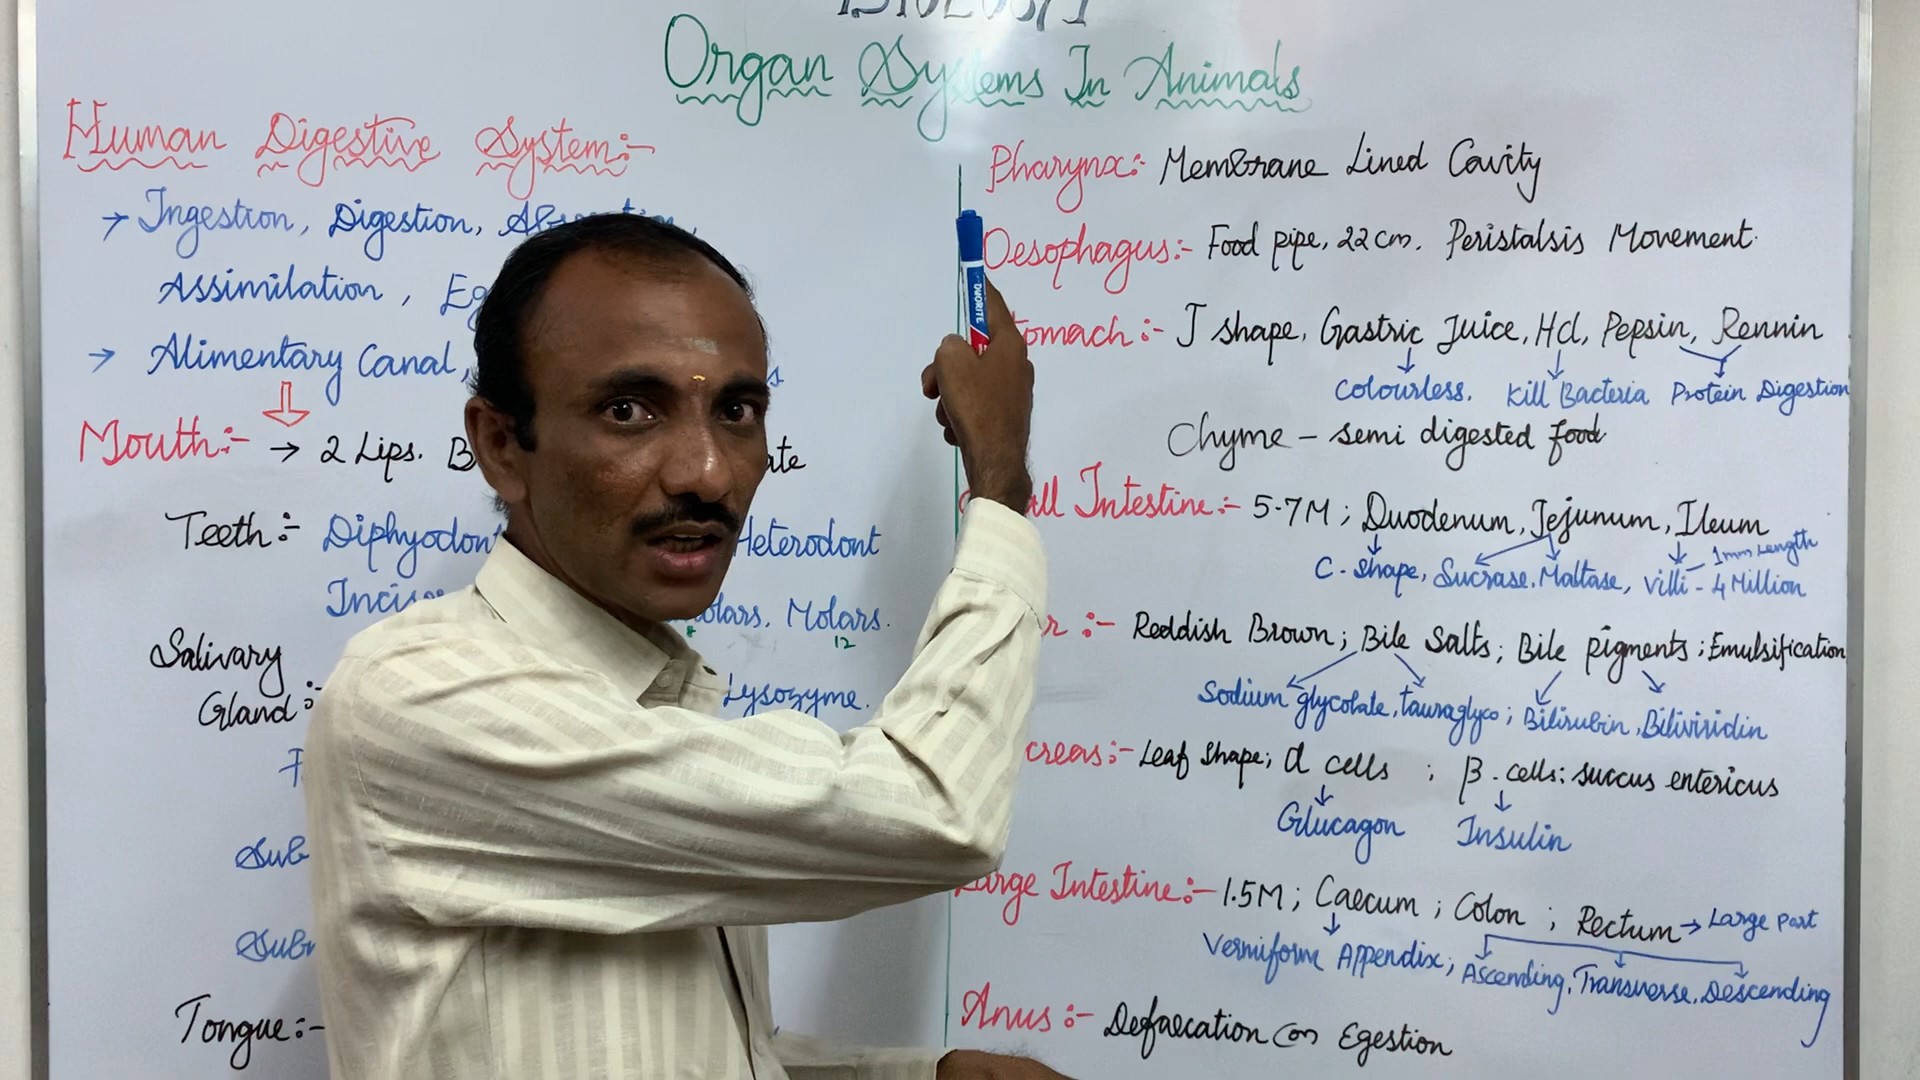 Organ Systems In Animals
Human Digestive System:-
→ Ingestion, Digestion,
Assimilation,
→ Alimentary Canal,
Mouth:- → 2 Lips.
Teeth:- Diphyodont Heterodont
Molars.
12
Salivary
Gland:- Lysozyme.
Tongue:-
Pharynx:- Membrane Lined Cavity
Oesophagus:- Food pipe, 22 cm. Peristalsis Movement.
J shape, Gastric Juice, Hcl, Pepsin, Rennin
Colourless. Kill Bacteria Protein Digestion
Chyme – semi digested food
Intestine:- 5-7M; Duodenum, Jejunum, Ileum
1mm Length
C-shape, Sucrase. Maltase, Villi - 4 Million
:- Reddish Brown; Bile Salts; Bile pigments; Emulsification
Sodium glycolate, tauraglyco; Bilirubin, Biliviridin
Leaf Shape; α cells ; β-cells: succus entericus
Glucagon Insulin
Large Intestine:- 1.5M; Caecum; Colon; Rectum → Large part
Vermiform Appendix; Ascending, Transverse, Descending
Anus:- Defaecation (or) Egestion
DUORITE